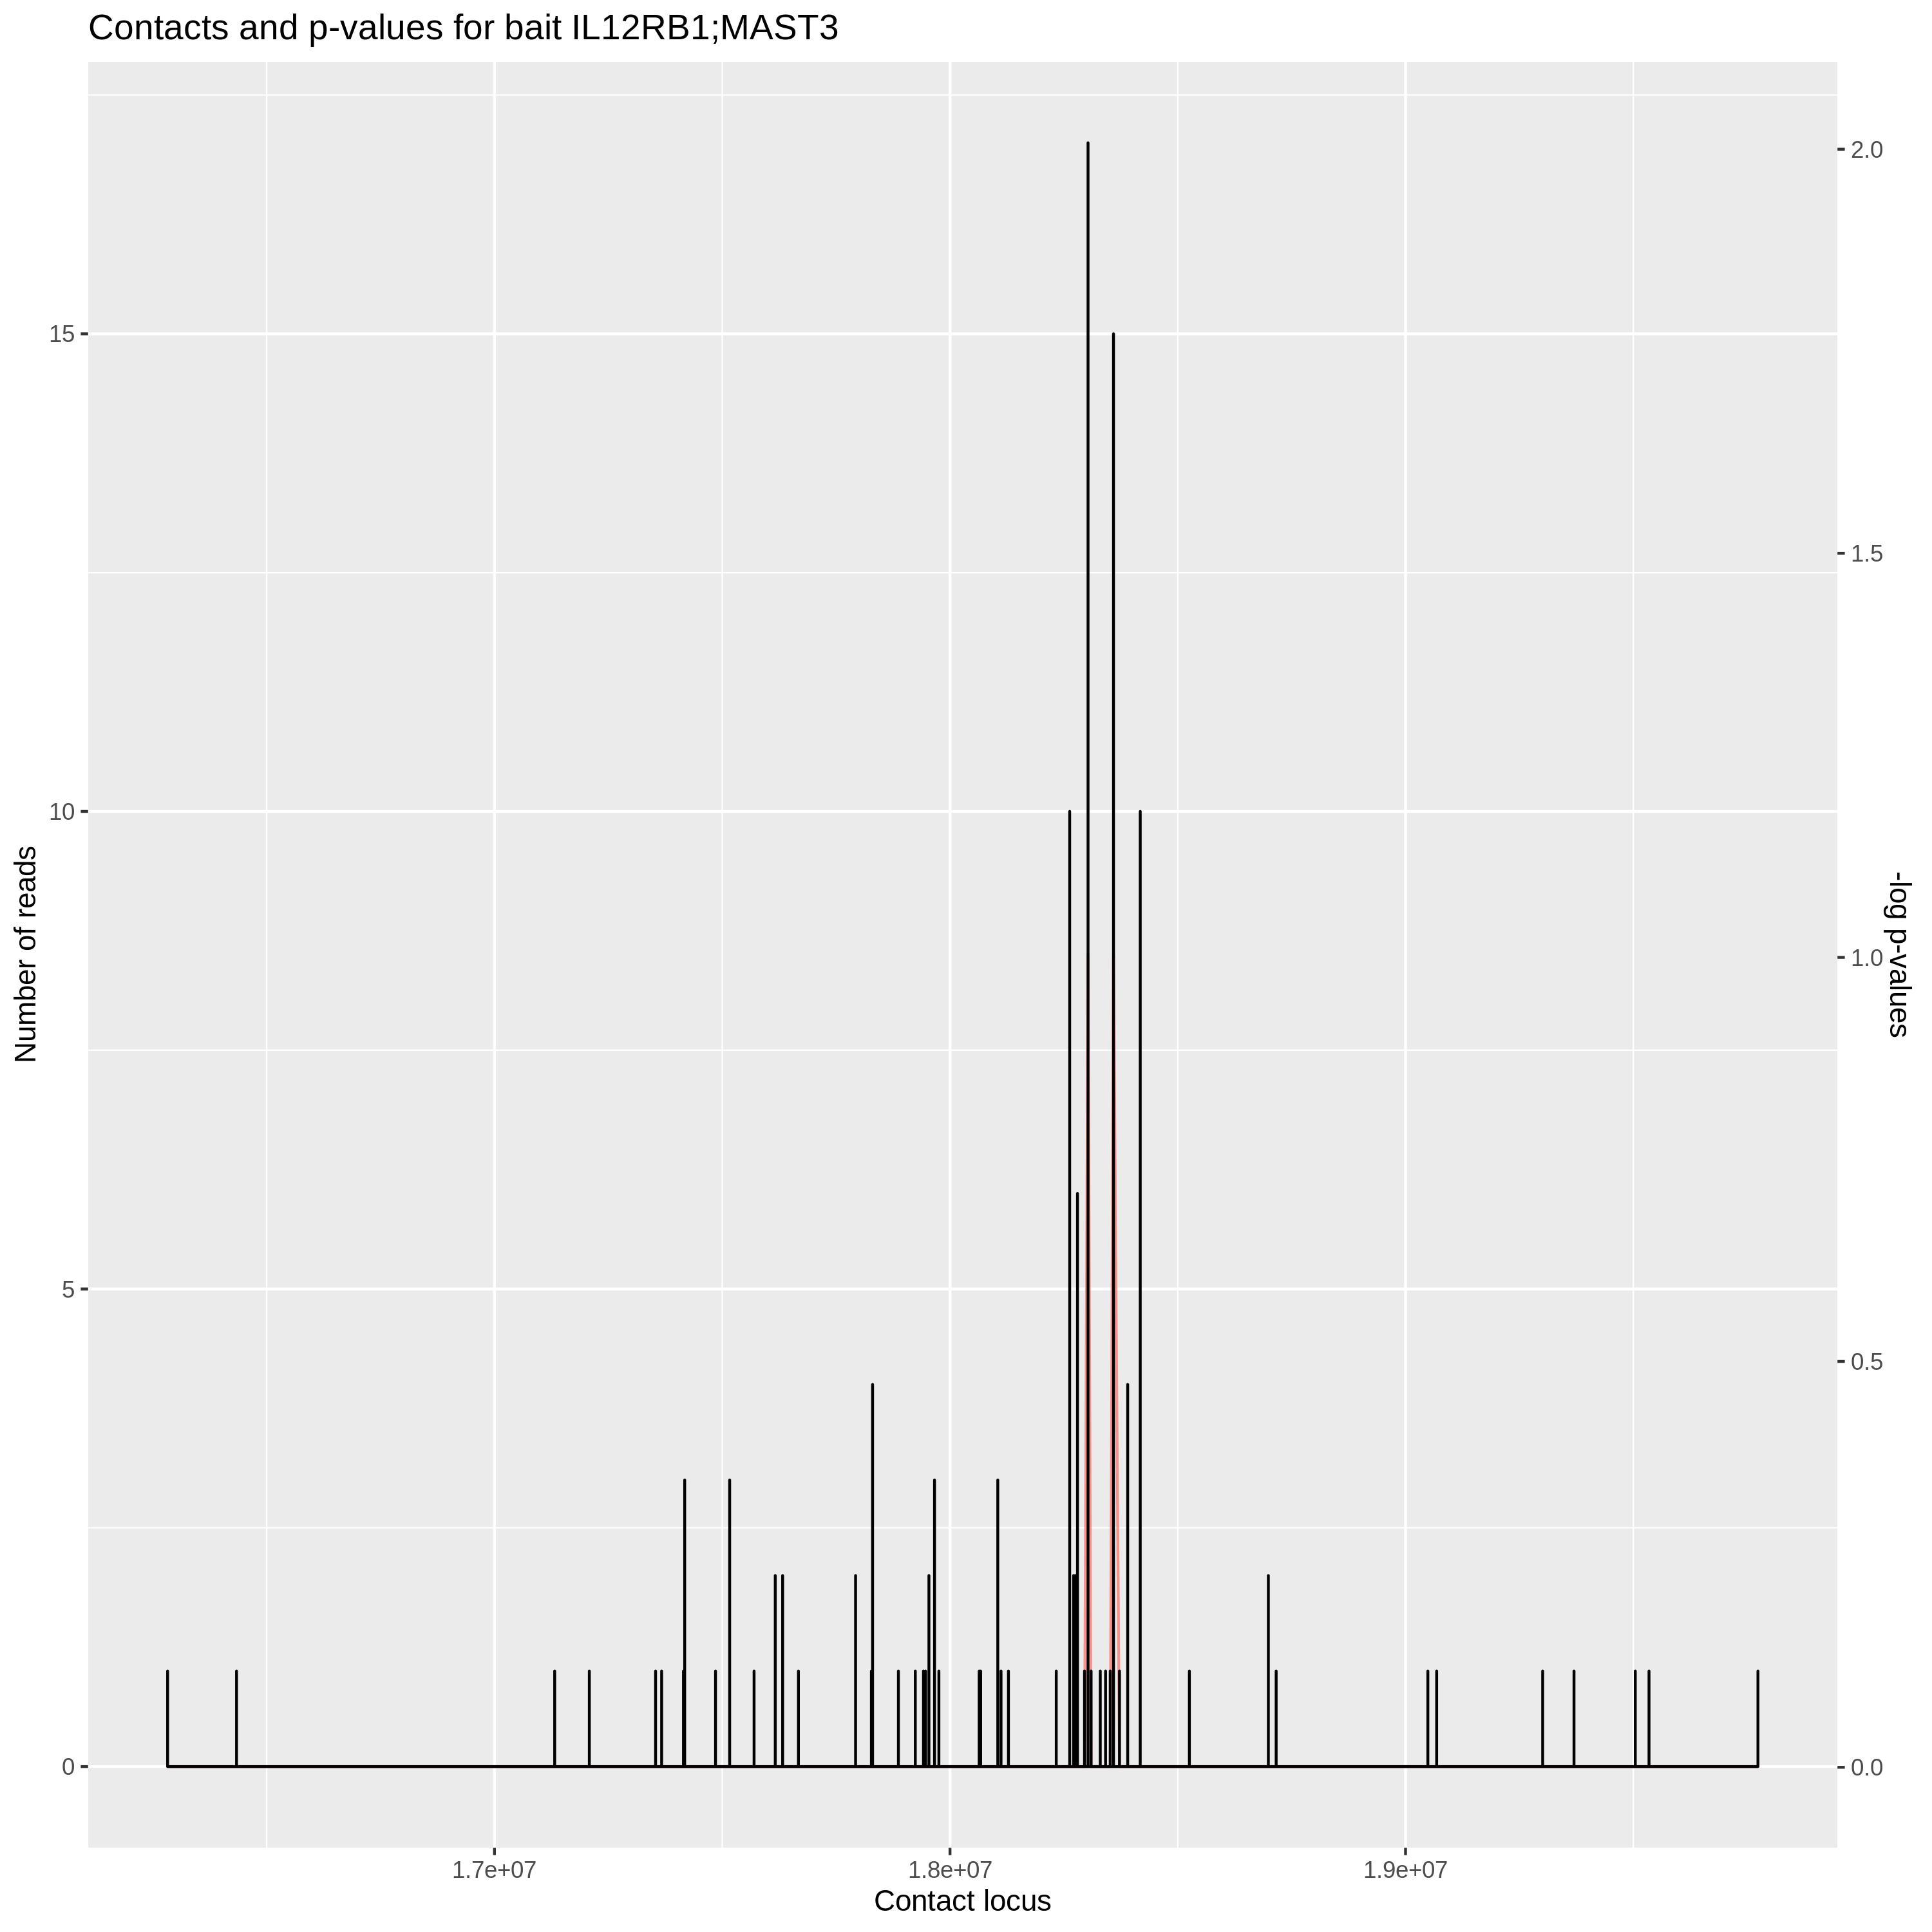 Contacts and p-values for bait IL12RB1;MAST3
15
10
5
0
Number of reads
2.0
1.5
1.0
0.5
0.0
-log p-values
1.7e+07 1.8e+07 1.9e+07
Contact locus